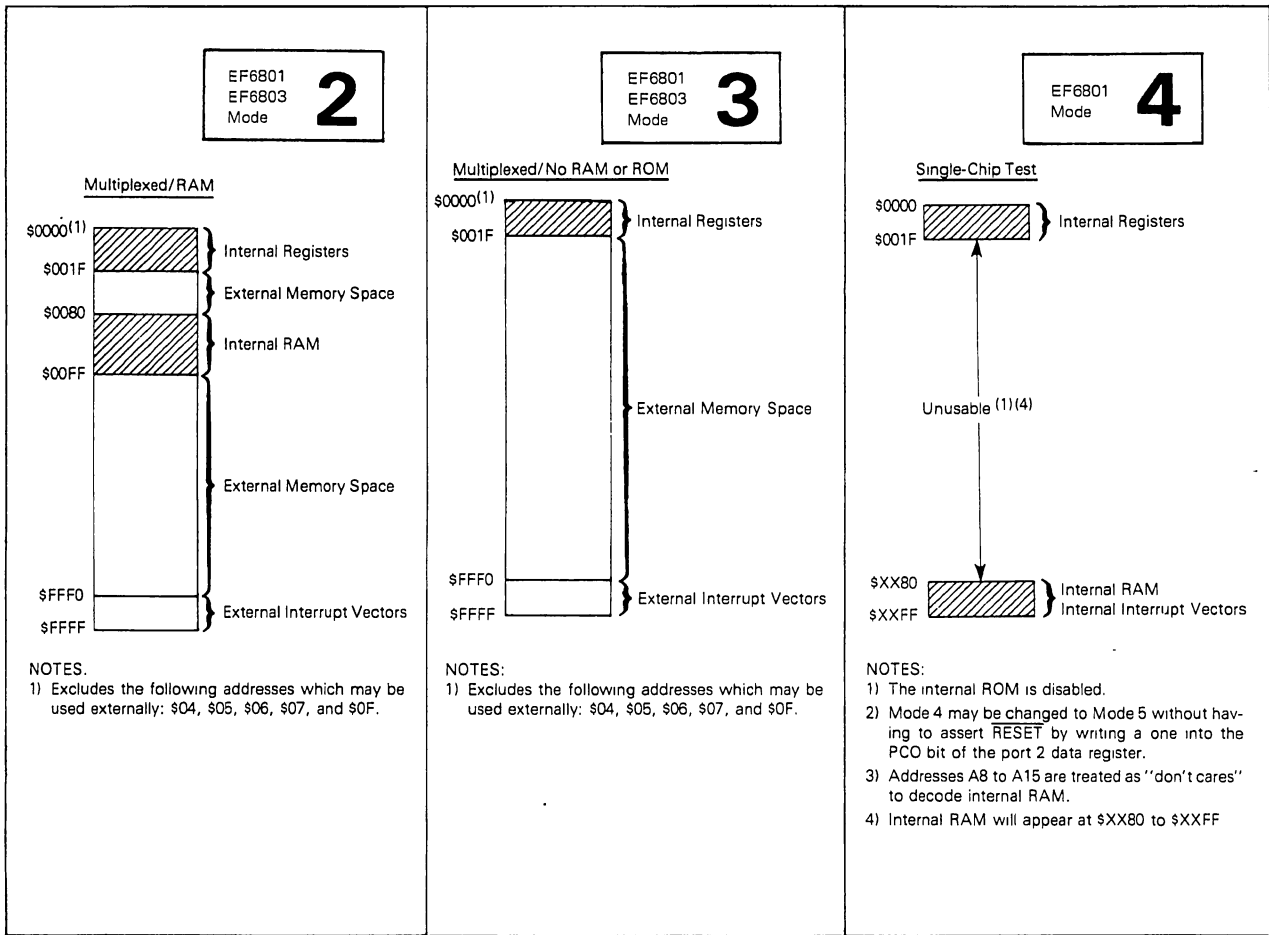 EF6801
EF6803
Mode
2
Multiplexed/RAM
$0000(1)
Internal Registers
$001F
External Memory Space
$0080
Internal RAM
$00FF
External Memory Space
$FFF0
External Interrupt Vectors
$FFFF
NOTES.
1) Excludes the following addresses which may be
used externally: $04, $05, $06, $07, and $0F.
EF6801
EF6803
Mode
3
Multiplexed/No RAM or ROM
$0000(1)
Internal Registers
$001F
External Memory Space
$FFF0
External Interrupt Vectors
$FFFF
NOTES:
1) Excludes the following addresses which may be
used externally: $04, $05, $06, $07, and $0F.
EF6801
Mode
4
Single-Chip Test
$0000
Internal Registers
$001F
Unusable (1)(4)
$XX80
Internal RAM
Internal Interrupt Vectors
$XXFF
NOTES:
1) The internal ROM is disabled.
2) Mode 4 may be changed to Mode 5 without hav-
ing to assert RESET by writing a one into the
PCO bit of the port 2 data register.
3) Addresses A8 to A15 are treated as "don't cares"
to decode internal RAM.
4) Internal RAM will appear at $XX80 to $XXFF